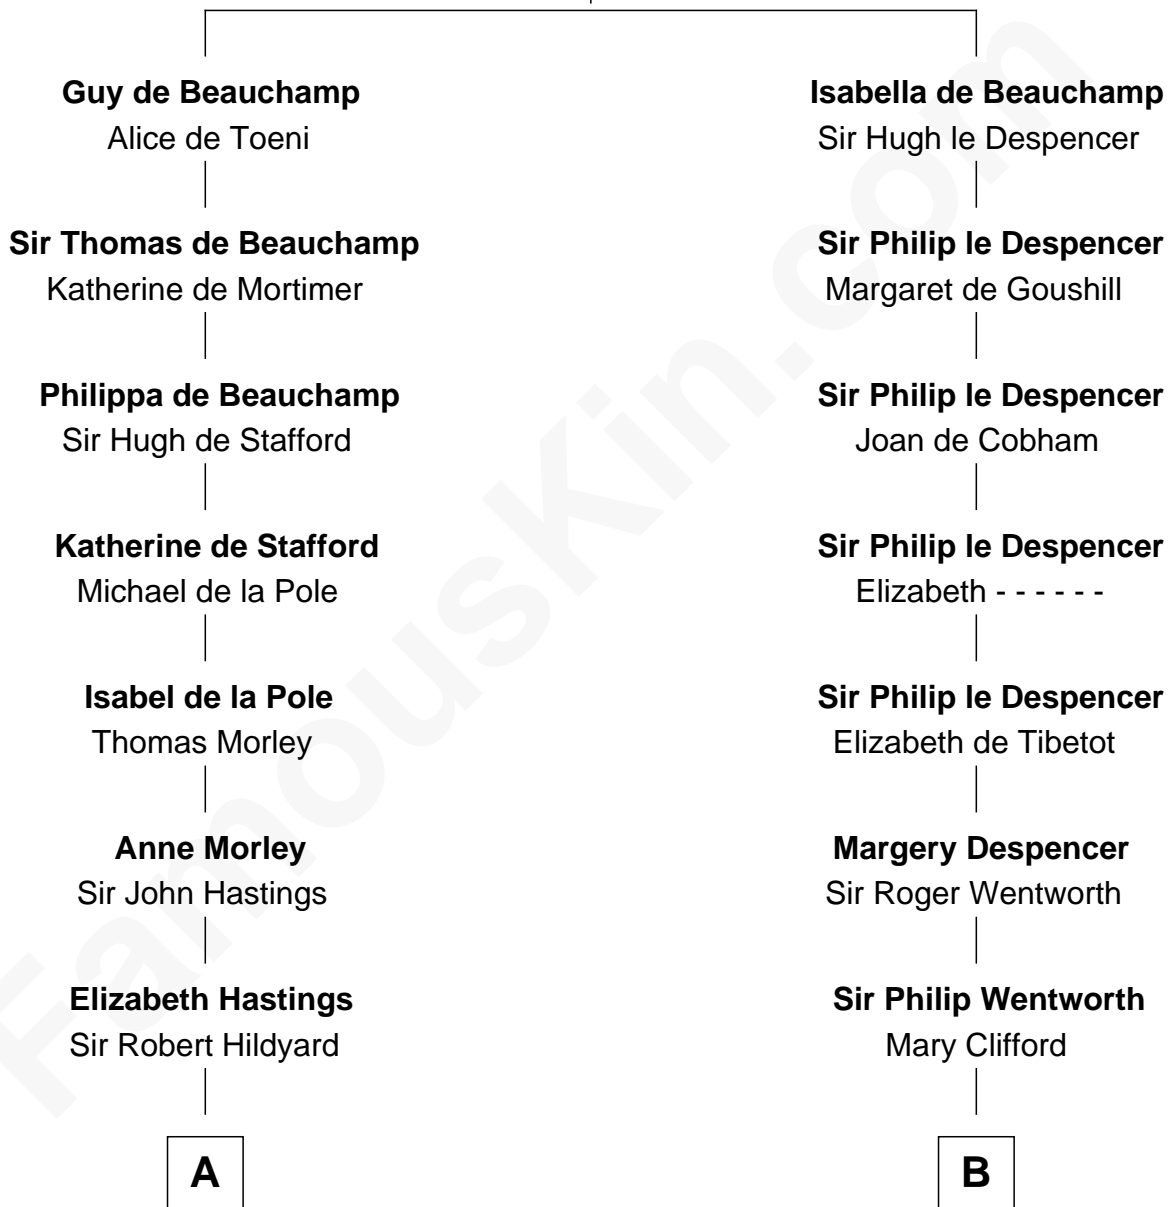 Guy de Beauchamp
Alice de Toeni
Sir Thomas de Beauchamp
Katherine de Mortimer
Philippa de Beauchamp
Sir Hugh de Stafford
Katherine de Stafford
Michael de la Pole
Isabel de la Pole
Thomas Morley
Anne Morley
Sir John Hastings
Elizabeth Hastings
Sir Robert Hildyard
A
Isabella de Beauchamp
Sir Hugh le Despencer
Sir Philip le Despencer
Margaret de Goushill
Sir Philip le Despencer
Joan de Cobham
Sir Philip le Despencer
Elizabeth - - - - - -
Sir Philip le Despencer
Elizabeth de Tibetot
Margery Despencer
Sir Roger Wentworth
Sir Philip Wentworth
Mary Clifford
B
FamousKin.com